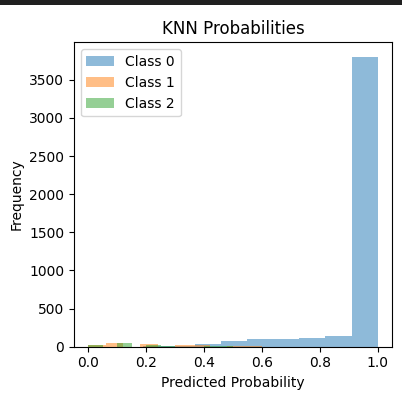 KNN Probabilities
Class 0
Class 1
Class 2
3500
3000
2500
2000
1500
1000
500
0
Frequency
0.0 0.2 0.4 0.6 0.8 1.0
Predicted Probability